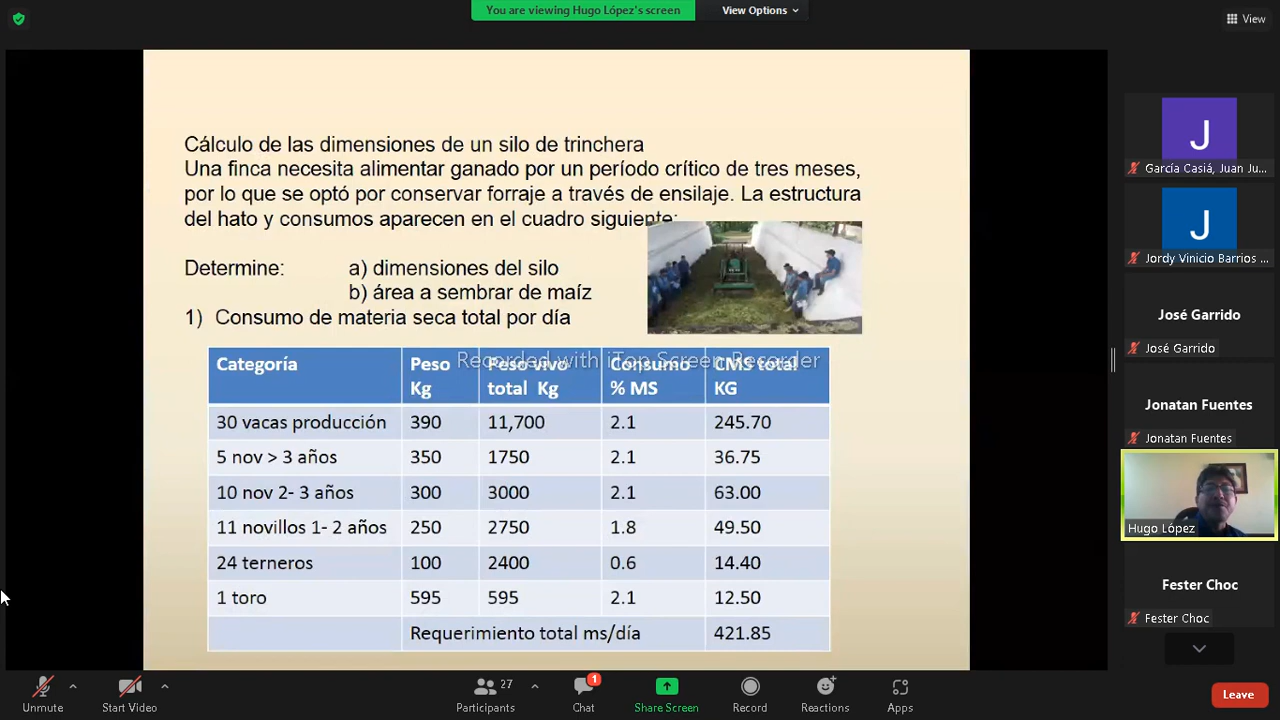 You are viewing Hugo López's screen
View Options
View
Cálculo de las dimensiones de un silo de trinchera
Una finca necesita alimentar ganado por un período crítico de tres meses,
por lo que se optó por conservar forraje a través de ensilaje. La estructura
del hato y consumos aparecen en el cuadro siguiente:
Determine: a) dimensiones del silo
b) área a sembrar de maíz
1) Consumo de materia seca total por día
Recorded with iTop Screen Recorder
Categoría Peso Kg Peso vivo total Kg Consumo % MS CMS total KG
30 vacas producción 390 11,700 2.1 245.70
5 nov > 3 años 350 1750 2.1 36.75
10 nov 2- 3 años 300 3000 2.1 63.00
11 novillos 1- 2 años 250 2750 1.8 49.50
24 terneros 100 2400 0.6 14.40
1 toro 595 595 2.1 12.50
Requerimiento total ms/día 421.85
J
García Casiá, Juan Ju...
J
Jordy Vinicio Barrios ...
José Garrido
José Garrido
Jonatan Fuentes
Jonatan Fuentes
Hugo López
Fester Choc
Fester Choc
Unmute
Start Video
27
Participants
1
Chat
Share Screen
Record
Reactions
Apps
Leave